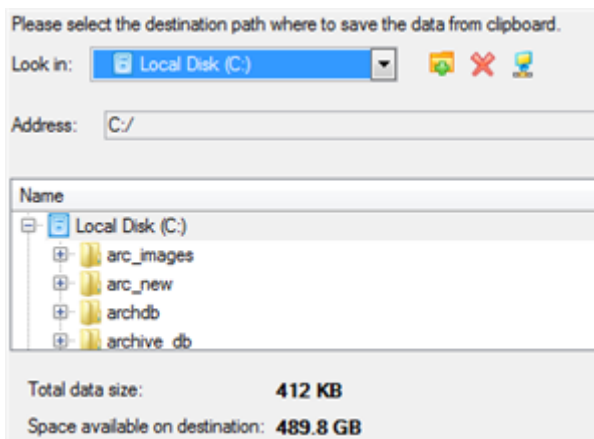 Please select the destination path where to save the data from clipboard.
Look in: Local Disk (C:)
Address: C:/
Name
Local Disk (C:)
arc_images
arc_new
archdb
archive_db
Total data size: 412 KB
Space available on destination: 489.8 GB